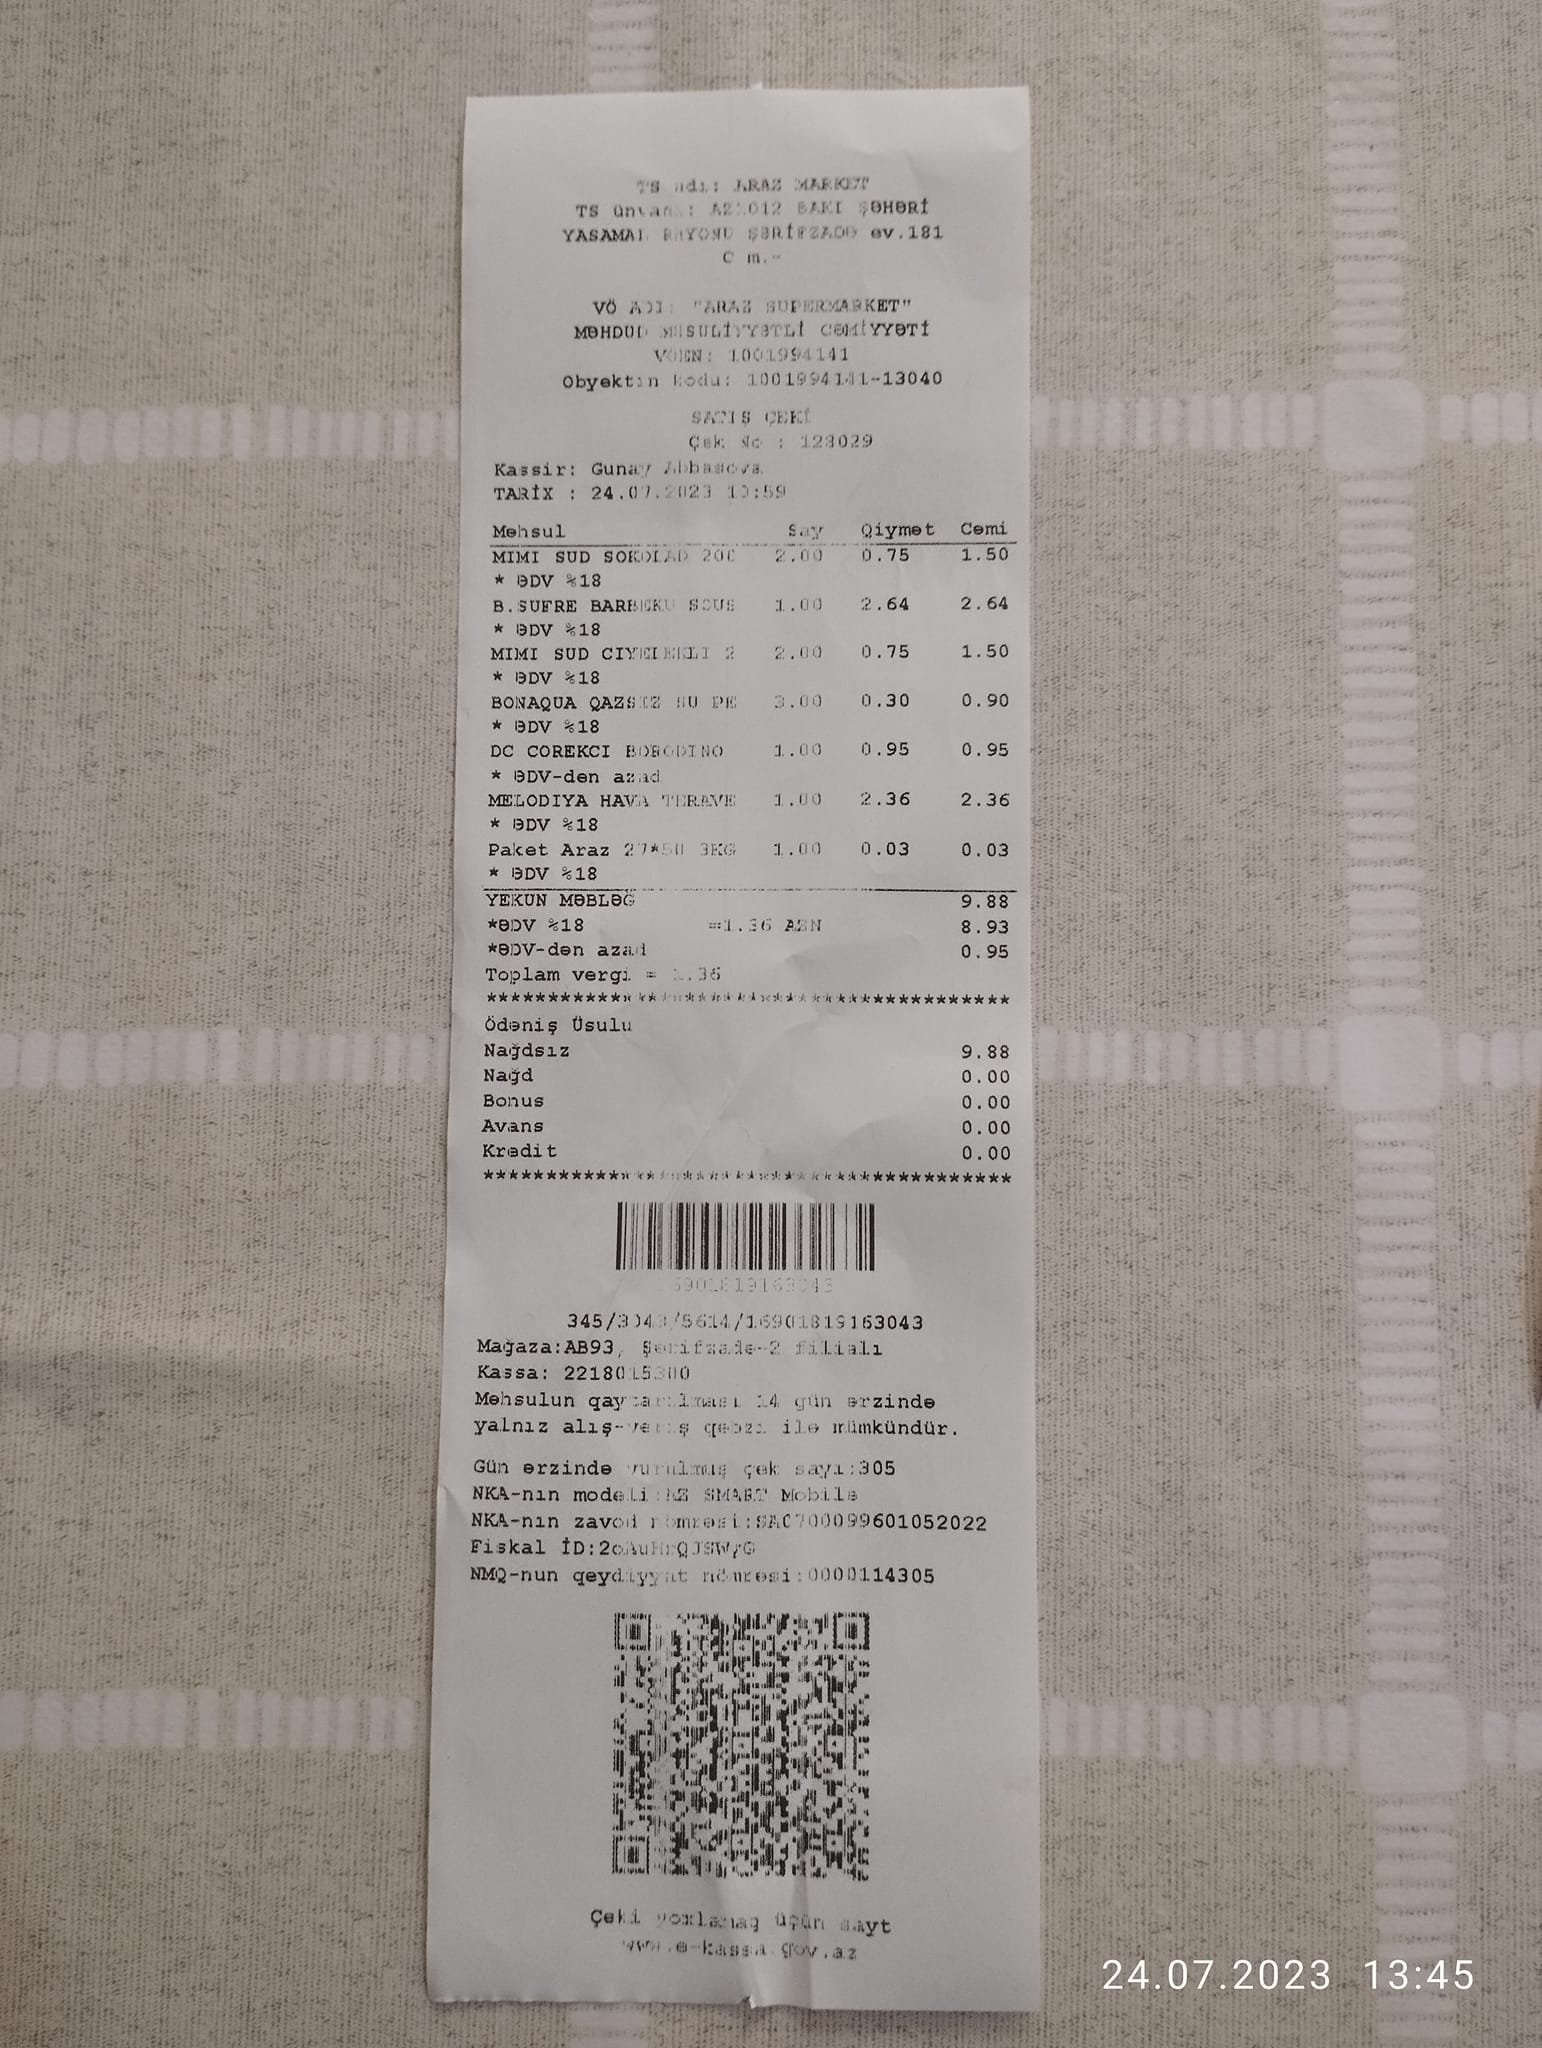 TS adı: ARAZ MARKET
TS ünvanı: AZ1012 BAKI ŞƏHƏRİ
YASAMAL RAYONU ŞƏRİFZADƏ ev.181
C m.-
VÖ ADI: "ARAZ SUPERMARKET"
MƏHDUD MƏSULİYYƏTLİ CƏMİYYƏTİ
VÖEN: 1001994141
Obyektin kodu: 1001994141-13040
SATIŞ ÇEKİ
Çek No : 123029
Kassir: Gunay Abbasova
TARİX : 24.07.2023 10:59
Məhsul Say Qiymət Cəmi
MIMI SUD SOKOLAD 200 2.00 0.75 1.50
* ƏDV %18
B.SUFRE BARBEKU SOUS 1.00 2.64 2.64
* ƏDV %18
MIMI SUD CIYELEKLI 2 2.00 0.75 1.50
* ƏDV %18
BONAQUA QAZSIZ SU PE 3.00 0.30 0.90
* ƏDV %18
DC COREKCI BORODINO 1.00 0.95 0.95
* ƏDV-dən azad
MELODIYA HAVA TERAVE 1.00 2.36 2.36
* ƏDV %18
Paket Araz 27*50 3KG 1.00 0.03 0.03
* ƏDV %18
YEKUN MƏBLƏĞ 9.88
*ƏDV %18 =1.36 AZN 8.93
*ƏDV-dən azad 0.95
Toplam vergi = 1.36
Ödəniş Üsulu
Nağdsız 9.88
Nağd 0.00
Bonus 0.00
Avans 0.00
Kredit 0.00
345/3043/5614/16901819163043
Mağaza:AB93, Şərifzadə-2 filialı
Kassa: 2218015300
Məhsulun qaytarılması 14 gün ərzində
yalnız alış-veriş qəbzi ilə mümkündür.
Gün ərzində vurulmuş çek sayı:305
NKA-nın modeli:AZ SMART Mobile
NKA-nın zavod nömrəsi:SA0700099601052022
Fiskal İD:
NMQ-nun qeydiyyat nömrəsi:0000114305
Çeki yoxlamaq üçün sayt
www.e-kassa.gov.az
24.07.2023 13:45